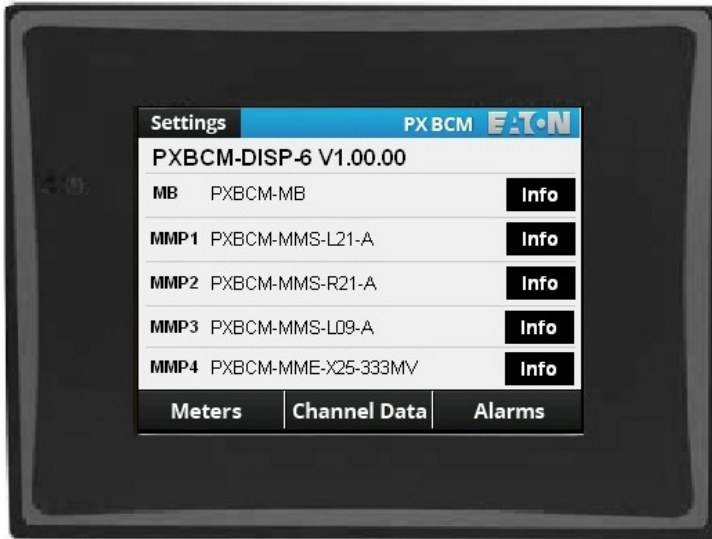 Settings PX BCM EATON
PXBCM-DISP-6 V1.00.00
MB PXBCM-MB Info
MMP1 PXBCM-MMS-L21-A Info
MMP2 PXBCM-MMS-R21-A Info
MMP3 PXBCM-MMS-L09-A Info
MMP4 PXBCM-MME-X25-333MV Info
Meters Channel Data Alarms